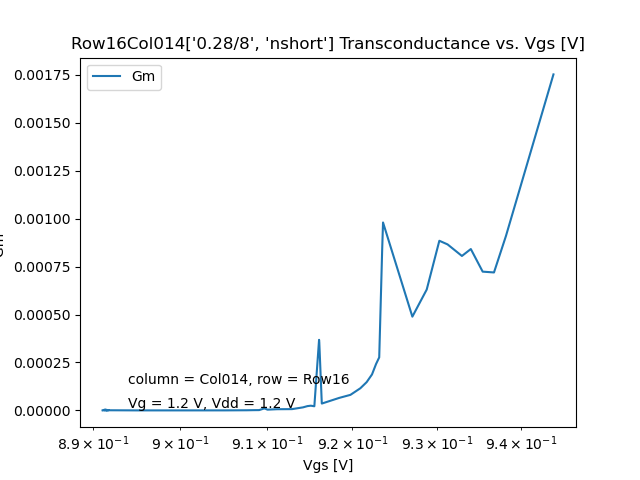 Row16Col014['0.28/8', 'nshort'] Transconductance vs. Vgs [V]
Gm
0.00175
0.00150
0.00125
0.00100
0.00075
0.00050
0.00025
0.00000
Gm
column = Col014, row = Row16
Vg = 1.2 V, Vdd = 1.2 V
8.9 × 10⁻¹ 9 × 10⁻¹ 9.1 × 10⁻¹ 9.2 × 10⁻¹ 9.3 × 10⁻¹ 9.4 × 10⁻¹
Vgs [V]